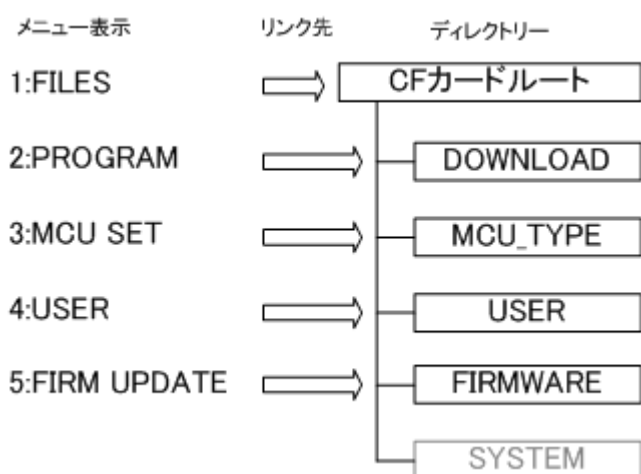 メニュー表示 リンク先 ディレクトリー
1:FILES CFカードルート
2:PROGRAM DOWNLOAD
3:MCU SET MCU_TYPE
4:USER USER
5:FIRM UPDATE FIRMWARE
SYSTEM